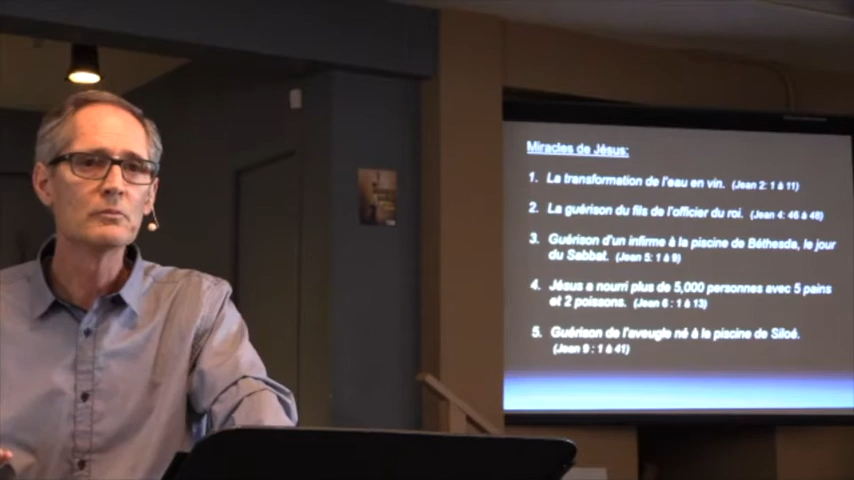 Miracles de Jésus:
1. La transformation de l'eau en vin. (Jean 2: 1 à 11)
2. La guérison du fils de l'officier du roi. (Jean 4: 46 à 48)
3. Guérison d'un infirme à la piscine de Béthesda, le jour
du Sabbat. (Jean 5: 1 à 9)
4. Jésus a nourri plus de 5,000 personnes avec 5 pains
et 2 poissons. (Jean 6 : 1 à 13)
5. Guérison de l'aveugle né à la piscine de Siloé.
(Jean 9 : 1 à 41)